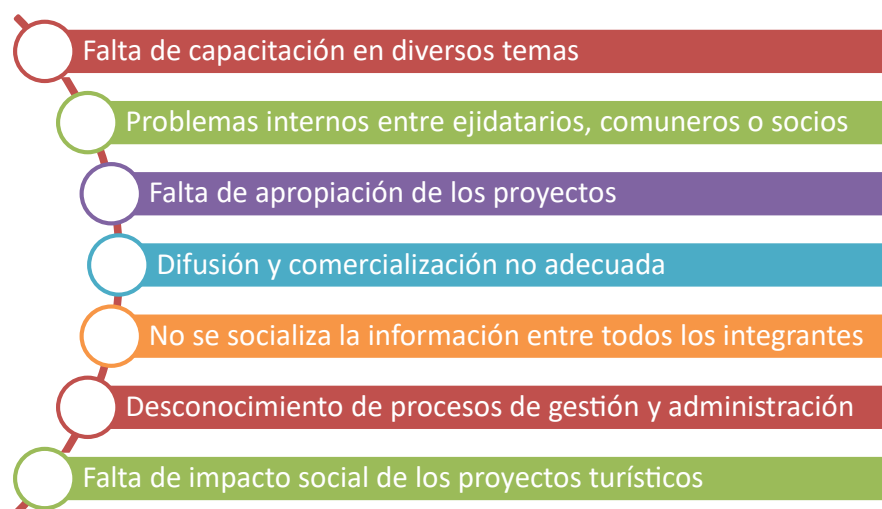 Falta de capacitación en diversos temas
Problemas internos entre ejidatarios, comuneros o socios
Falta de apropiación de los proyectos
Difusión y comercialización no adecuada
No se socializa la información entre todos los integrantes
Desconocimiento de procesos de gestión y administración
Falta de impacto social de los proyectos turísticos